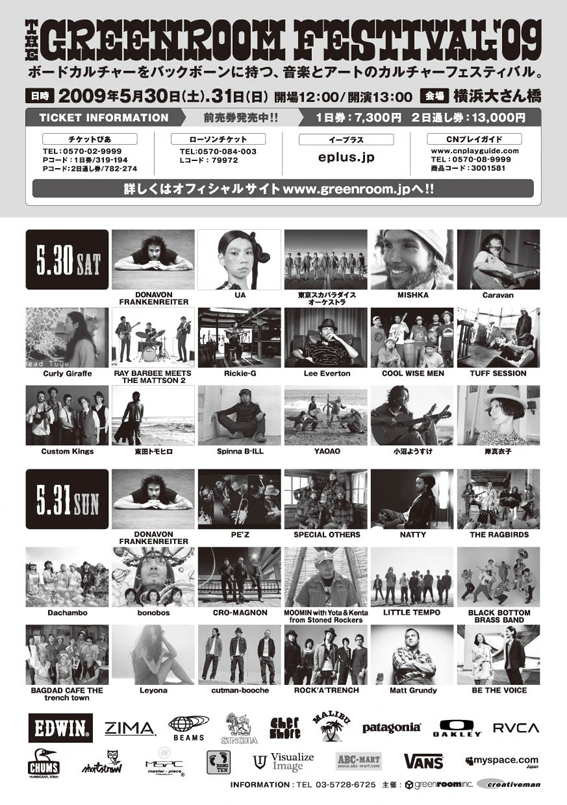 THE GREENROOM FESTIVAL '09
ボードカルチャーをバックボーンに持つ、音楽とアートのカルチャーフェスティバル。
日時 2009年5月30日(土).31日(日) 開場12:00/開演13:00 会場 横浜大さん橋
TICKET INFORMATION 前売券発売中!! 1日券：7,300円 2日通し券：13,000円
チケットぴあ
TEL：0570-02-9999
Pコード：1日券/319-194
Pコード：2日通し券/782-274
ローソンチケット
TEL：0570-084-003
Lコード：79972
イープラス
eplus.jp
CNプレイガイド
www.cnplayguide.com
TEL：0570-08-9999
商品コード：3001581
詳しくはオフィシャルサイトwww.greenroom.jpへ!!
5.30 SAT
DONAVON
FRANKENREITER
UA
東京スカパラダイス
オーケストラ
MISHKA
Caravan
Curly Giraffe
RAY BARBEE MEETS
THE MATTSON 2
Rickie-G
Lee Everton
COOL WISE MEN
TUFF SESSION
Custom Kings
東田トモヒロ
Spinna B-ILL
YAOAO
小沼ようすけ
岸真衣子
5.31 SUN
DONAVON
FRANKENREITER
PE'Z
SPECIAL OTHERS
NATTY
THE RAGBIRDS
Dachambo
bonobos
CRO-MAGNON
MOOMIN with Yota & Kenta
from Stoned Rockers
LITTLE TEMPO
BLACK BOTTOM
BRASS BAND
BAGDAD CAFE THE
trench town
Leyona
cutman-booche
ROCK'A'TRENCH
Matt Grundy
BE THE VOICE
EDWIN ZIMA BEAMS SINGHA cher shore MALIBU patagonia OAKLEY RVCA
CHUMS master-piece HANG TEN Visualize Image ABC-MART VANS myspace.com Japan
INFORMATION：TEL 03-5728-6725 主催： greenroom inc. creativeman